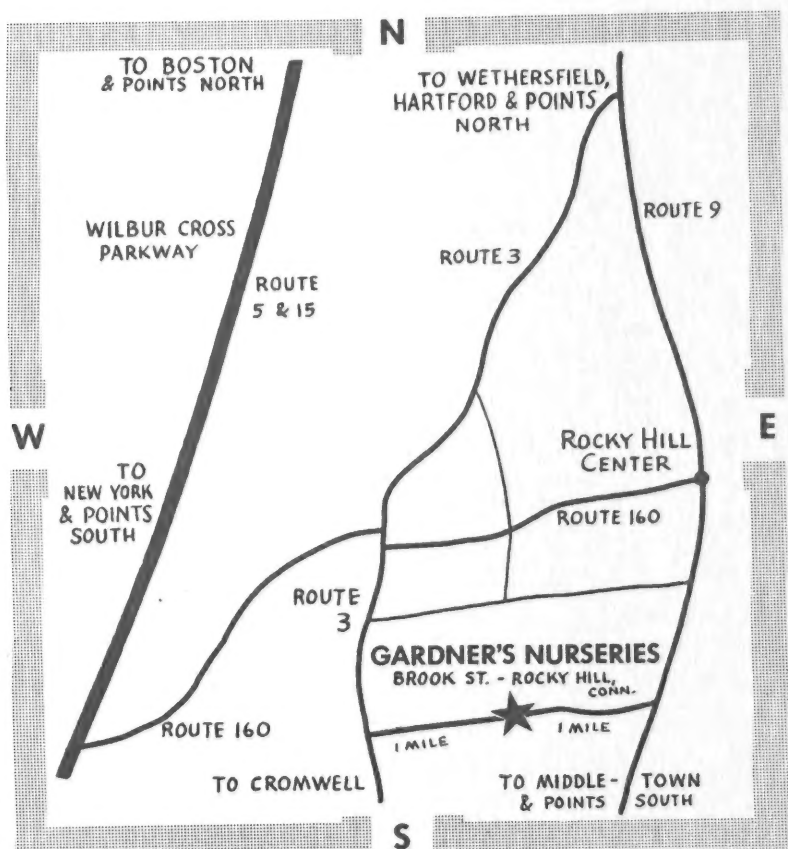 N
TO BOSTON
& POINTS NORTH
TO WETHERSFIELD,
HARTFORD & POINTS
NORTH
WILBUR CROSS
PARKWAY
ROUTE
5 & 15
ROUTE 3
ROUTE 9
W
E
ROCKY HILL
CENTER
TO
NEW YORK
& POINTS
SOUTH
ROUTE 160
ROUTE
3
GARDNER'S NURSERIES
BROOK ST. - ROCKY HILL,
CONN.
ROUTE 160
1 MILE
1 MILE
TO CROMWELL
TO MIDDLE-TOWN
& POINTS SOUTH
S